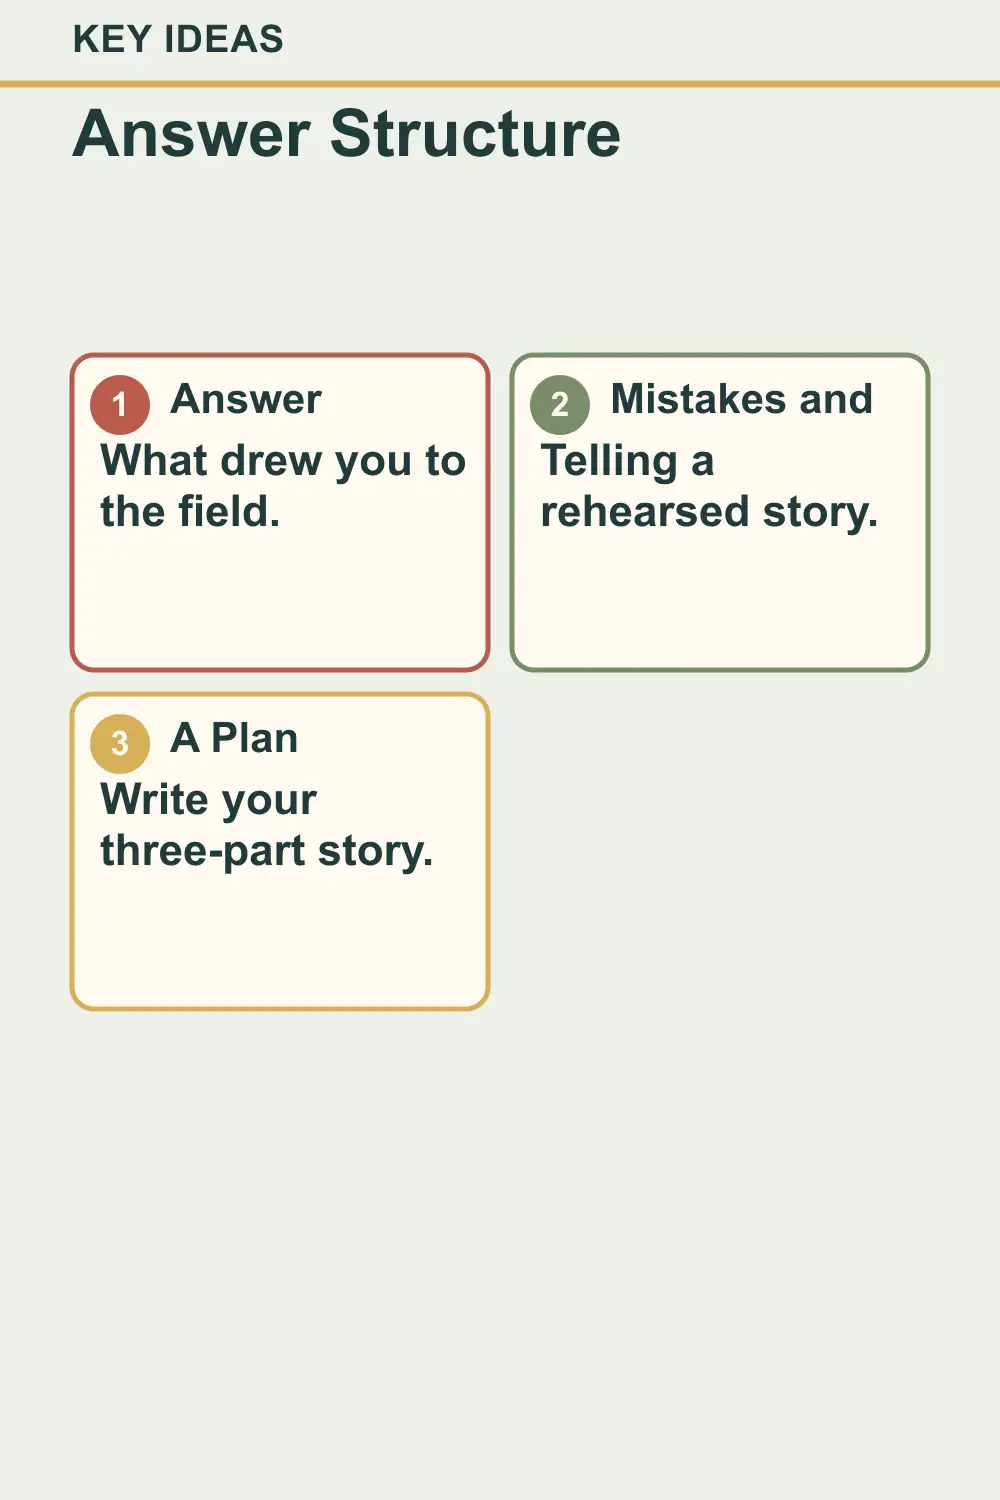 KEY IDEAS
Answer Structure
1 Answer
What drew you to
the field.
2 Mistakes and
Telling a
rehearsed story.
3 A Plan
Write your
three-part story.